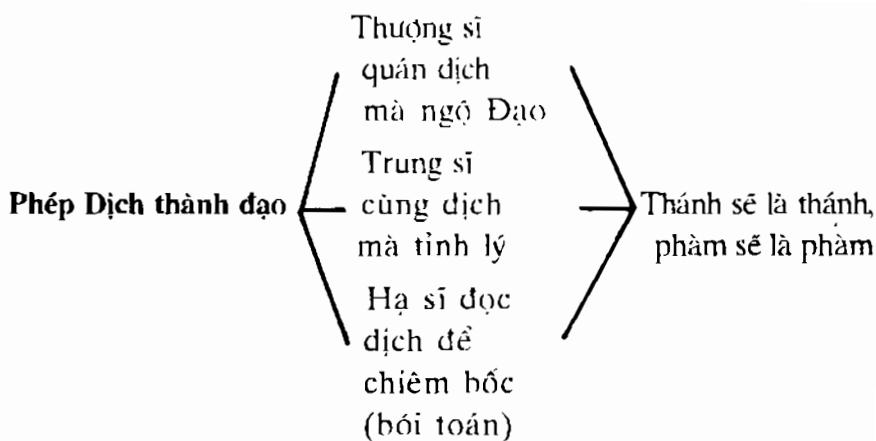 Thượng sĩ
quán dịch
mà ngộ Đạo
Phép Dịch thành đạo
Trung sĩ
cùng dịch
mà tỉnh lý
Hạ sĩ đọc
dịch để
chiêm bốc
(bói toán)
Thánh sẽ là thánh,
phàm sẽ là phàm